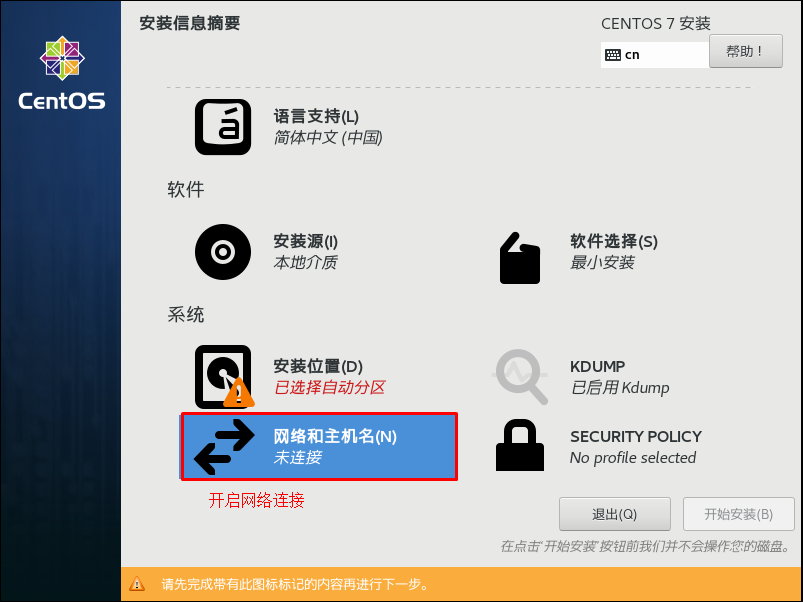 安装信息摘要
CENTOS 7 安装
cn
帮助！
CentOS
á
语言支持(L)
简体中文 (中国)
软件
安装源(I)
本地介质
软件选择(S)
最小安装
系统
安装位置(D)
已选择自动分区
KDUMP
已启用 Kdump
网络和主机名(N)
未连接
SECURITY POLICY
No profile selected
开启网络连接
退出(Q)
开始安装(B)
在点击'开始安装'按钮前我们并不会操作您的磁盘。
请先完成带有此图标标记的内容再进行下一步。